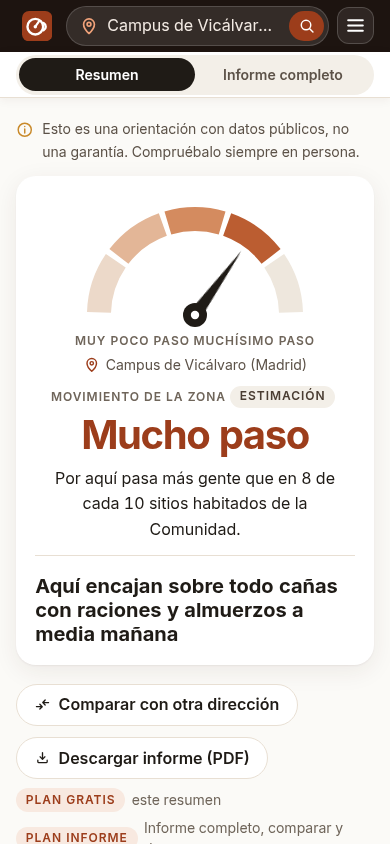 Campus de Vicálvar...
Resumen
Informe completo
Esto es una orientación con datos públicos, no
una garantía. Compruébalo siempre en persona.
MUY POCO PASO MUCHÍSIMO PASO
Campus de Vicálvaro (Madrid)
MOVIMIENTO DE LA ZONA ESTIMACIÓN
Mucho paso
Por aquí pasa más gente que en 8 de
cada 10 sitios habitados de la
Comunidad.
Aquí encajan sobre todo cañas
con raciones y almuerzos a
media mañana
Comparar con otra dirección
Descargar informe (PDF)
PLAN GRATIS este resumen
PLAN INFORME Informe completo, comparar y